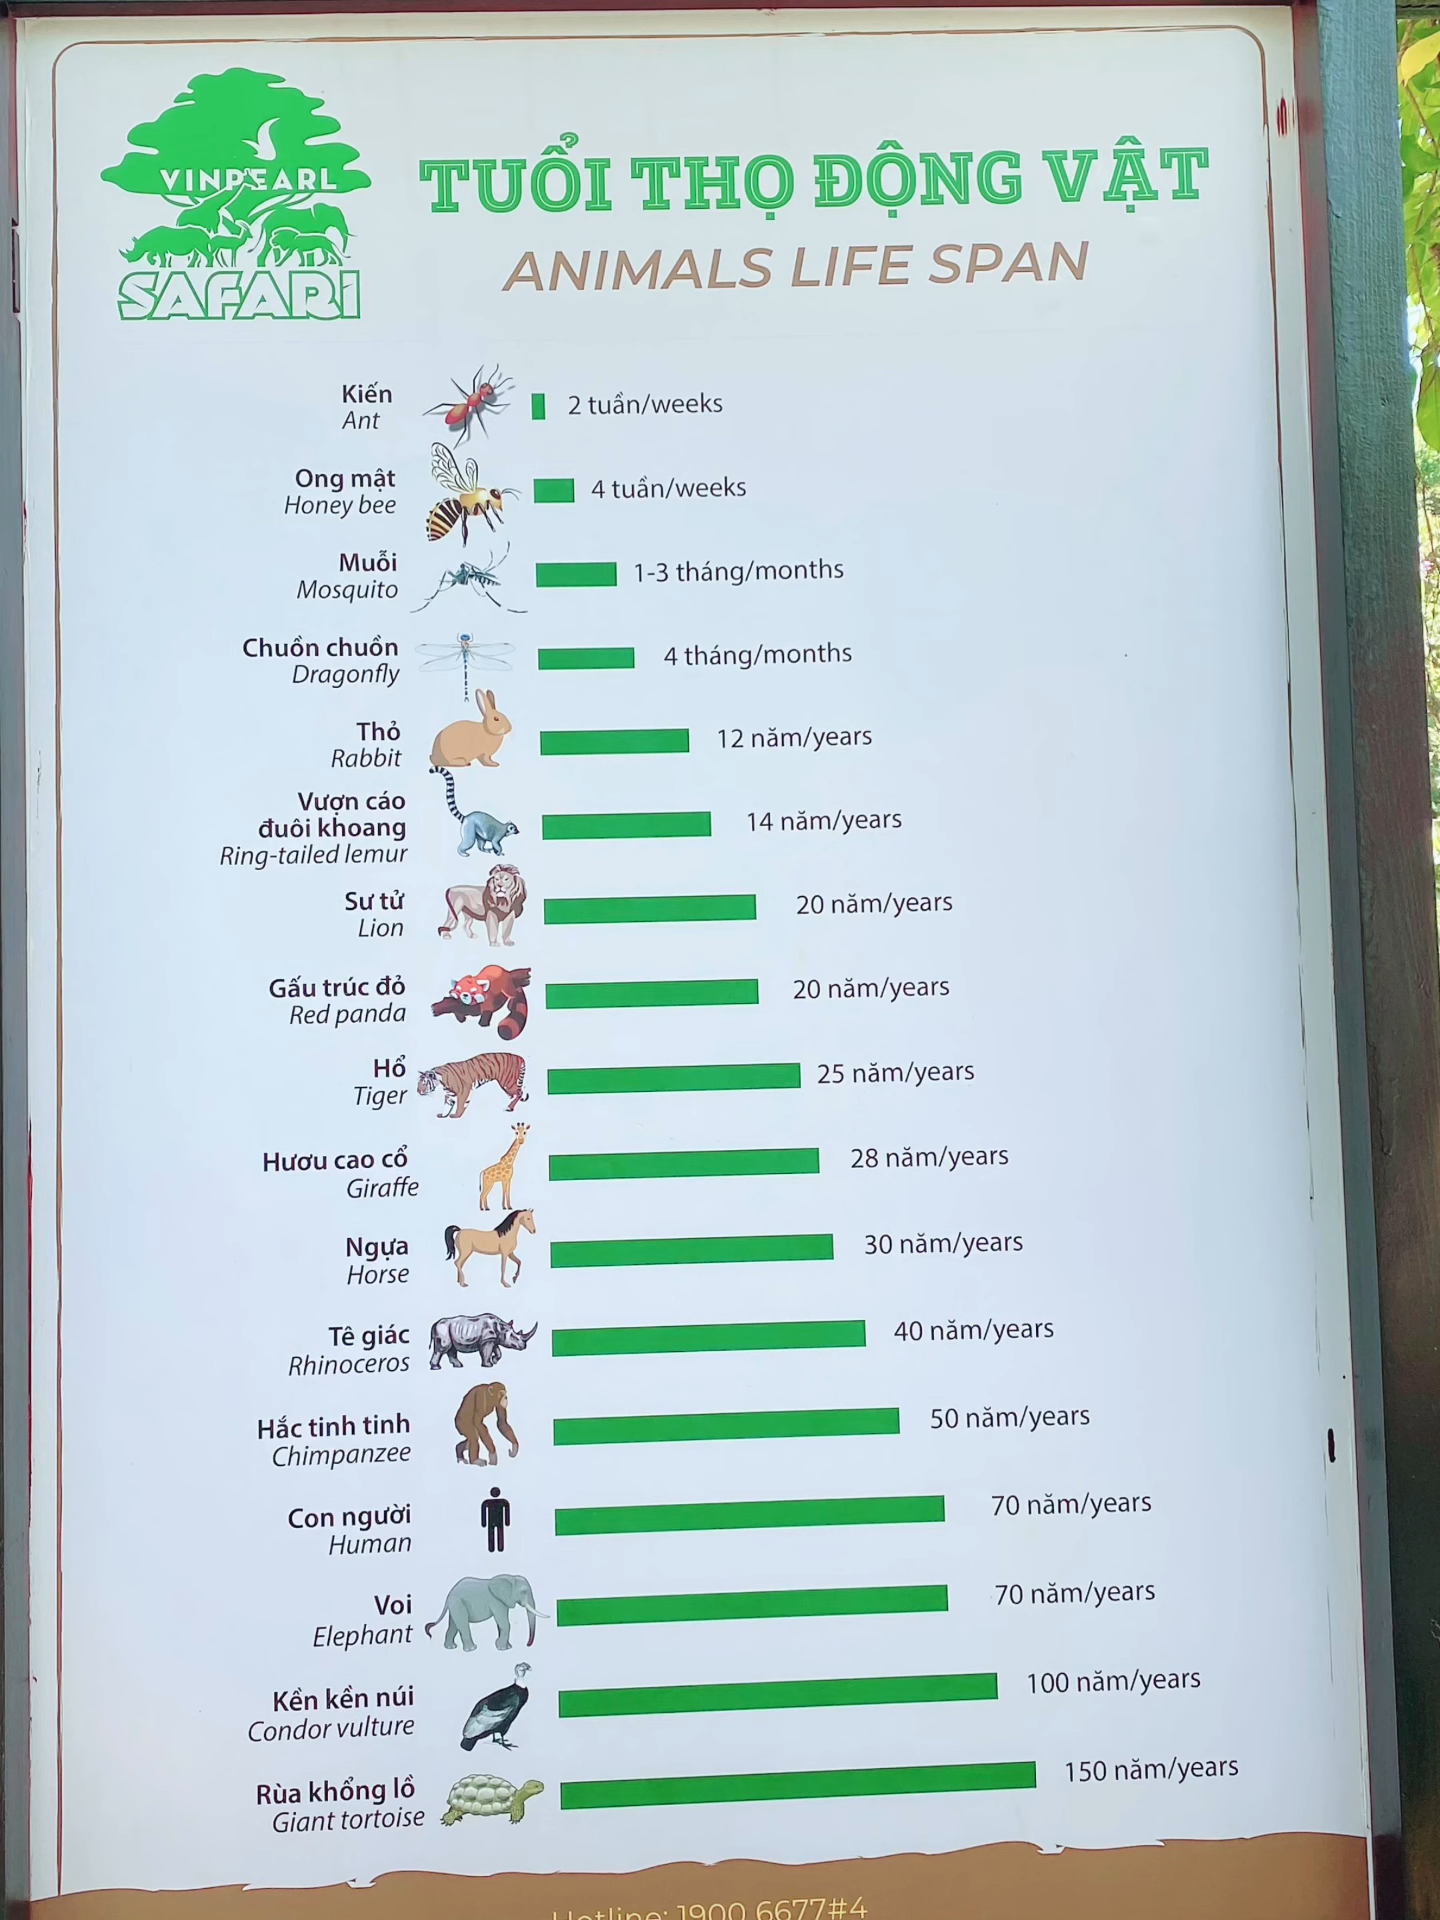 VINPEARL
SAFARI
TUỔI THỌ ĐỘNG VẬT
ANIMALS LIFE SPAN
Kiến
Ant
2 tuần/weeks
Ong mật
Honey bee
4 tuần/weeks
Muỗi
Mosquito
1-3 tháng/months
Chuồn chuồn
Dragonfly
4 tháng/months
Thỏ
Rabbit
12 năm/years
Vượn cáo
đuôi khoang
Ring-tailed lemur
14 năm/years
Sư tử
Lion
20 năm/years
Gấu trúc đỏ
Red panda
20 năm/years
Hổ
Tiger
25 năm/years
Hươu cao cổ
Giraffe
28 năm/years
Ngựa
Horse
30 năm/years
Tê giác
Rhinoceros
40 năm/years
Hắc tinh tinh
Chimpanzee
50 năm/years
Con người
Human
70 năm/years
Voi
Elephant
70 năm/years
Kền kền núi
Condor vulture
100 năm/years
Rùa khổng lồ
Giant tortoise
150 năm/years
Hotline: 1900 6677#4